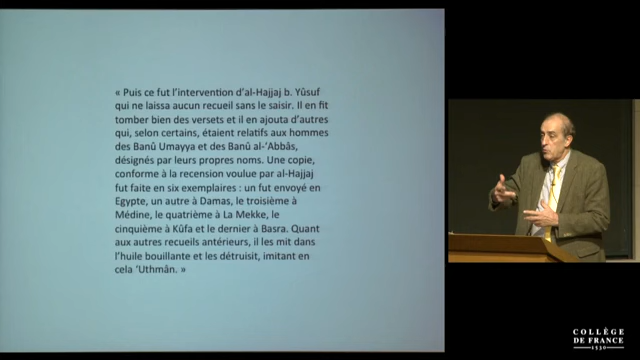 « Puis ce fut l'intervention d'al-Hajjaj b. Yûsuf
qui ne laissa aucun recueil sans le saisir. Il en fit
tomber bien des versets et il en ajouta d'autres
qui, selon certains, étaient relatifs aux hommes
des Banû Umayya et des Banû al-'Abbâs,
désignés par leurs propres noms. Une copie,
conforme à la recension voulue par al-Hajjaj
fut faite en six exemplaires : un fut envoyé en
Egypte, un autre à Damas, le troisième à
Médine, le quatrième à La Mekke, le
cinquième à Kûfa et le dernier à Basra. Quant
aux autres recueils antérieurs, il les mit dans
l'huile bouillante et les détruisit, imitant en
cela 'Uthmân. »
COLLÈGE
DE FRANCE
1530